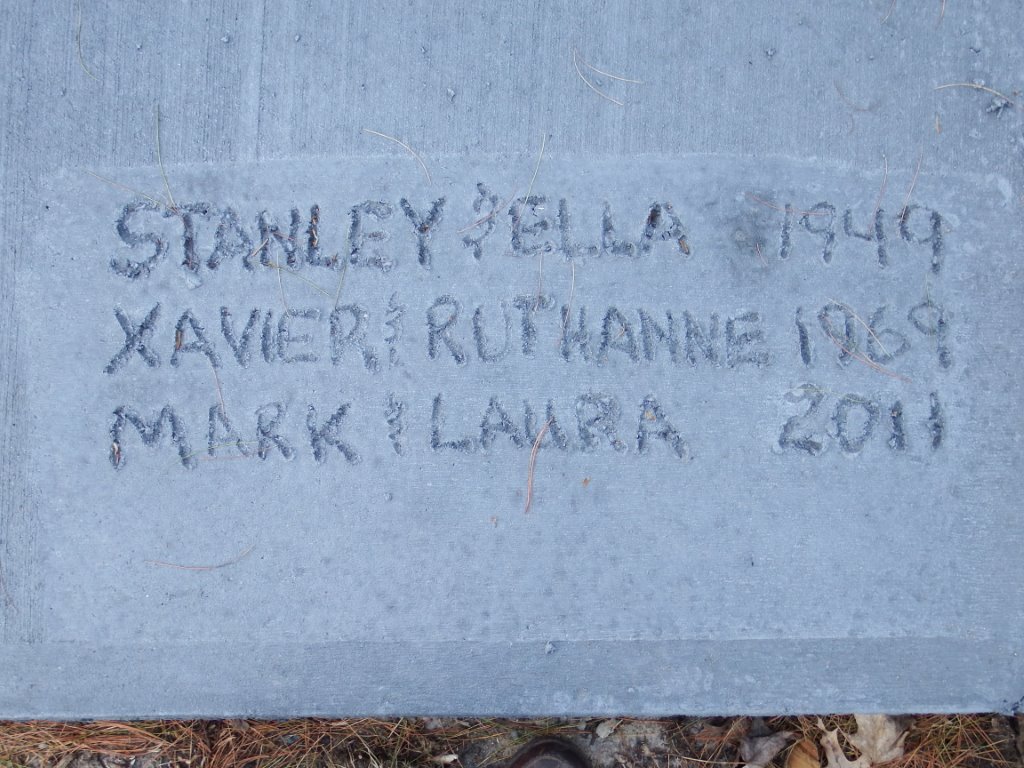 STANLEY & ELLA 1949
XAVIER & RUTHANNE 1969
MARK & LAURA 2011